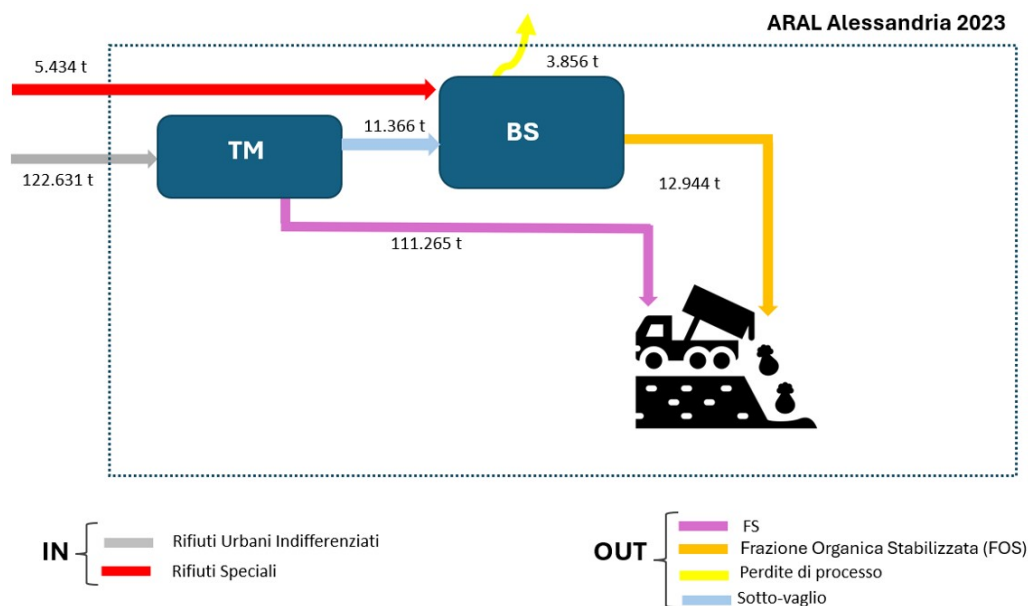 ARAL Alessandria 2023
5.434 t
3.856 t
TM
11.366 t
BS
122.631 t
12.944 t
111.265 t
IN
Rifiuti Urbani Indifferenziati
Rifiuti Speciali
OUT
FS
Frazione Organica Stabilizzata (FOS)
Perdite di processo
Sotto-vaglio